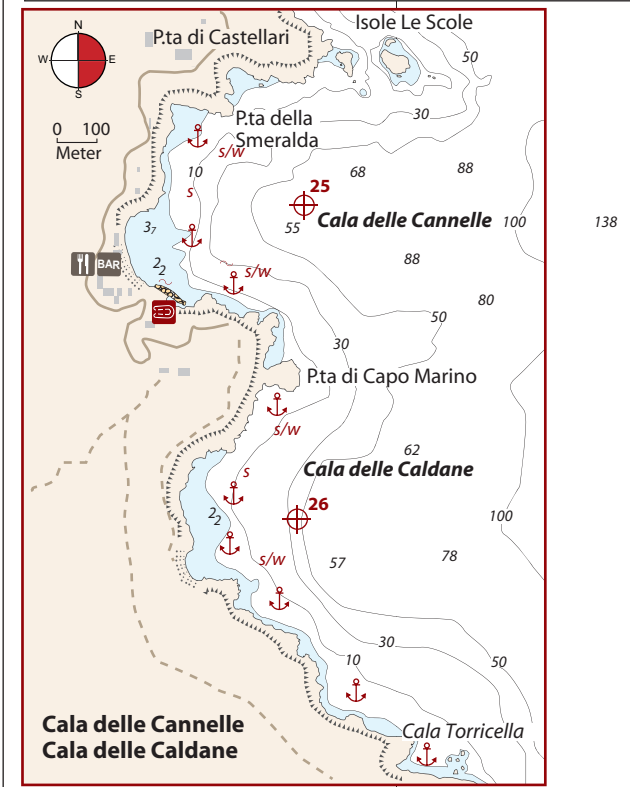 Isole Le Scole
P.ta di Castellari
N
W E
S
50
30
0 100
Meter
P.ta della
Smeralda
s/w
10
s
68
88
25
55
Cala delle Cannelle
100
138
3₇
2₂
BAR
s/w
88
80
50
30
P.ta di Capo Marino
s/w
62
Cala delle Caldane
s
2₂
26
100
s/w
57
78
30
10
50
Cala Torricella
Cala delle Cannelle
Cala delle Caldane